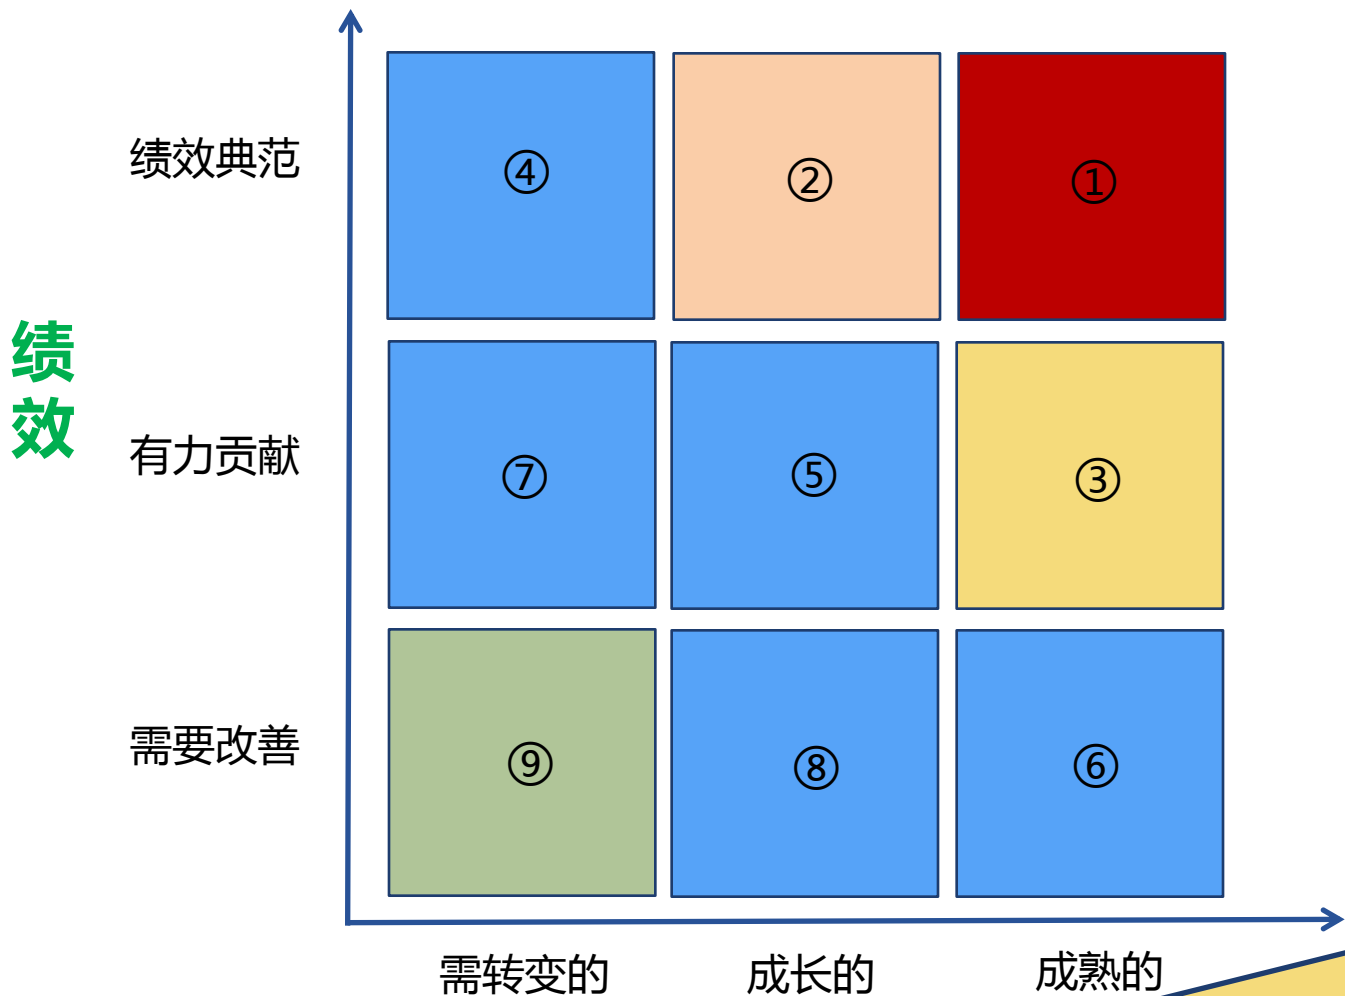 绩效
绩效典范
④
②
①
有力贡献
⑦
⑤
③
需要改善
⑨
⑧
⑥
需转变的
成长的
成熟的